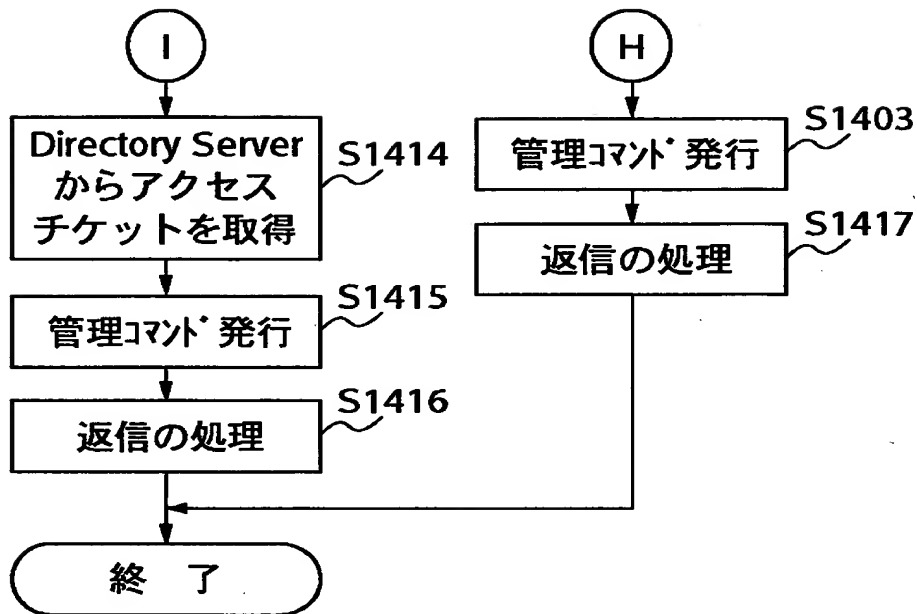 I
Directory Server
からアクセス
チケットを取得
S1414
管理ｺﾏﾝﾄﾞ発行
S1415
返信の処理
S1416
H
管理ｺﾏﾝﾄﾞ発行
S1403
返信の処理
S1417
終 了